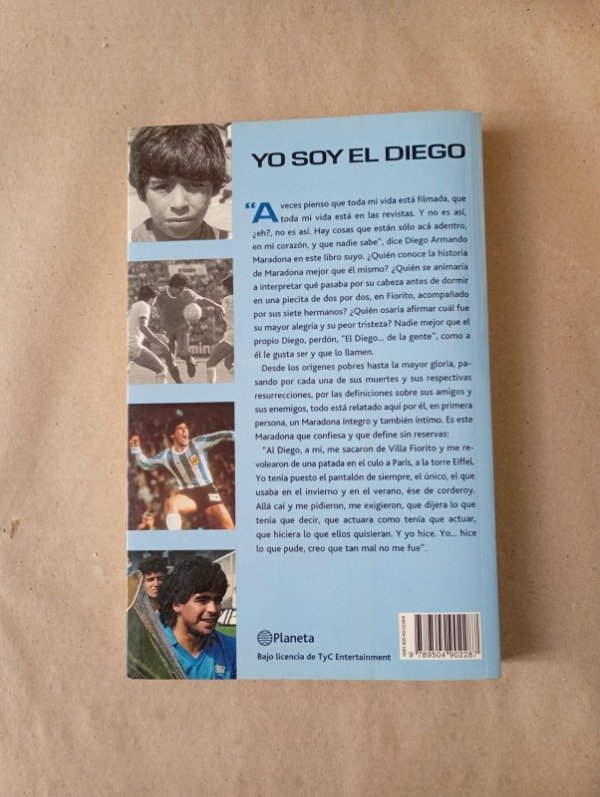 YO SOY EL DIEGO
“A veces pienso que toda mi vida está filmada, que
toda mi vida está en las revistas. Y no es así,
¿eh?, no es así. Hay cosas que están sólo acá adentro,
en mi corazón, y que nadie sabe”, dice Diego Armando
Maradona en este libro suyo. ¿Quién conoce la historia
de Maradona mejor que él mismo? ¿Quién se animaría
a interpretar qué pasaba por su cabeza antes de dormir
en una piecita de dos por dos, en Fiorito, acompañado
por sus siete hermanos? ¿Quién osaría afirmar cuál fue
su mayor alegría y su peor tristeza? Nadie mejor que el
propio Diego, perdón, “El Diego... de la gente”, como a
él le gusta ser y que lo llamen.
Desde los orígenes pobres hasta la mayor gloria, pa-
sando por cada una de sus muertes y sus respectivas
resurrecciones, por las definiciones sobre sus amigos y
sus enemigos, todo está relatado aquí por él, en primera
persona, un Maradona íntegro y también íntimo. Es este
Maradona que confiesa y que define sin reservas:
“Al Diego, a mí, me sacaron de Villa Fiorito y me re-
volearon de una patada en el culo a París, a la torre Eiffel.
Yo tenía puesto el pantalón de siempre, el único, el que
usaba en el invierno y en el verano, ése de corderoy.
Allá caí y me pidieron, me exigieron, que dijera lo que
tenía que decir, que actuara como tenía que actuar,
que hiciera lo que ellos quisieran. Y yo hice. Yo... hice
lo que pude, creo que tan mal no me fue”.
Planeta
Bajo licencia de TyC Entertainment
9 789504 902287